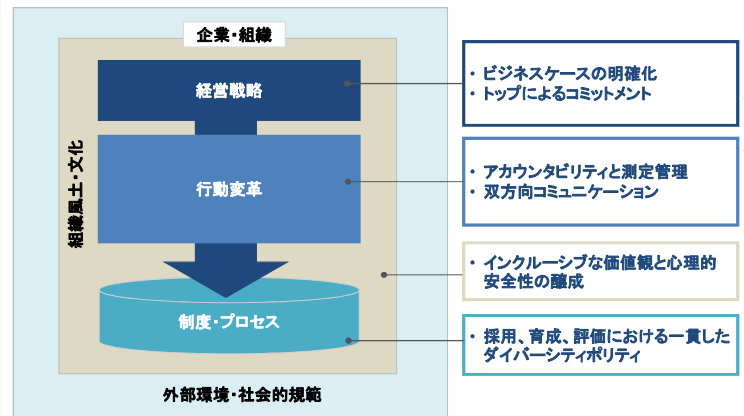 企業・組織
経営戦略
行動変革
組織風土・文化
制度・プロセス
外部環境・社会的規範
・ ビジネスケースの明確化
・ トップによるコミットメント
・ アカウンタビリティと測定管理
・ 双方向コミュニケーション
・ インクルーシブな価値観と心理的
安全性の醸成
・ 採用、育成、評価における一貫した
ダイバーシティポリティ